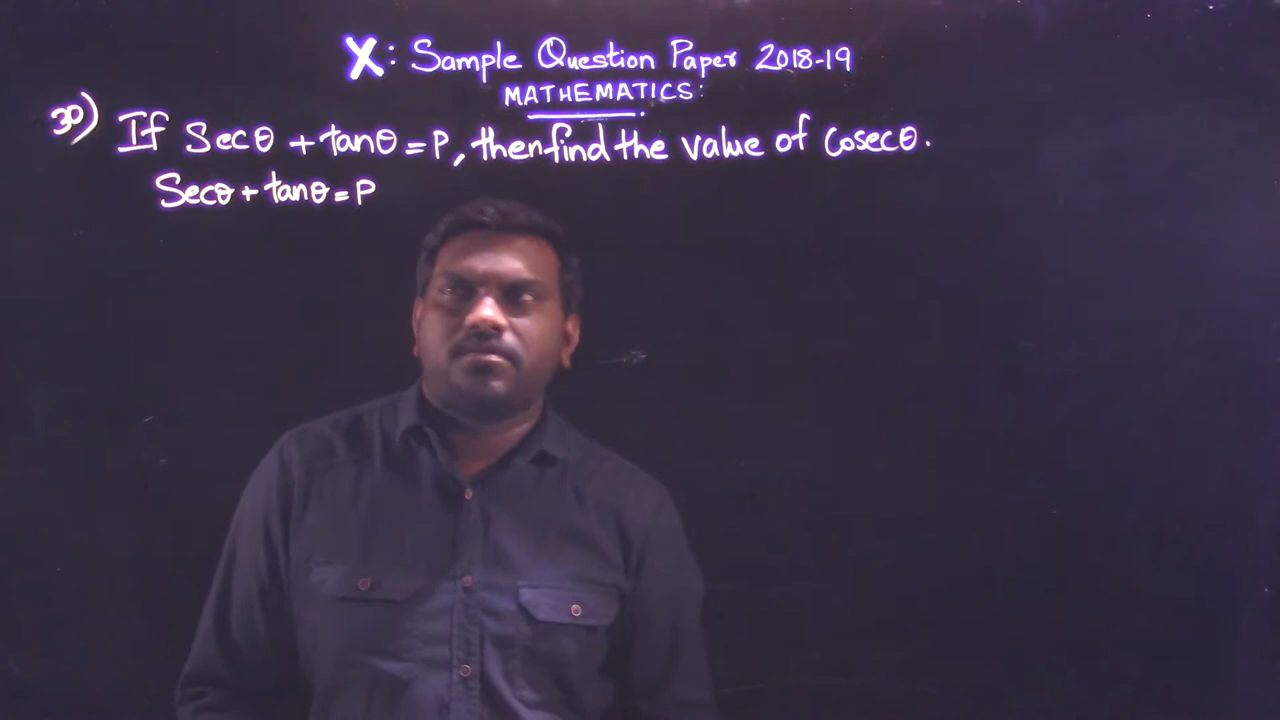 X: Sample Question Paper 2018-19
MATHEMATICS:
30) If Secθ + tanθ = P, then find the value of Cosecθ.
Secθ + tanθ = P